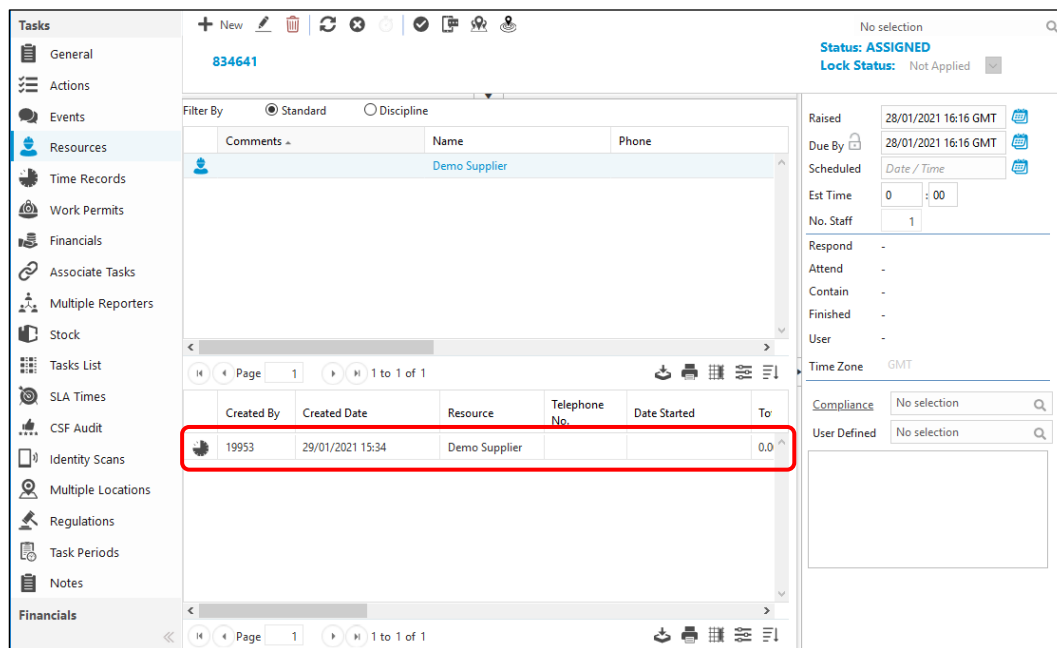 Tasks
General
Actions
Events
Resources
Time Records
Work Permits
Financials
Associate Tasks
Multiple Reporters
Stock
Tasks List
SLA Times
CSF Audit
Identity Scans
Multiple Locations
Regulations
Task Periods
Notes
Financials
New
834641
No selection
Status: ASSIGNED
Lock Status: Not Applied
Filter By Standard Discipline
Comments Name Phone
Demo Supplier
Page 1 1 to 1 of 1
Created By Created Date Resource Telephone No. Date Started To
19953 29/01/2021 15:34 Demo Supplier 0.0
Page 1 1 to 1 of 1
Raised 28/01/2021 16:16 GMT
Due By 28/01/2021 16:16 GMT
Scheduled Date / Time
Est Time 0 : 00
No. Staff 1
Respond -
Attend -
Contain -
Finished -
User -
Time Zone GMT
Compliance No selection
User Defined No selection